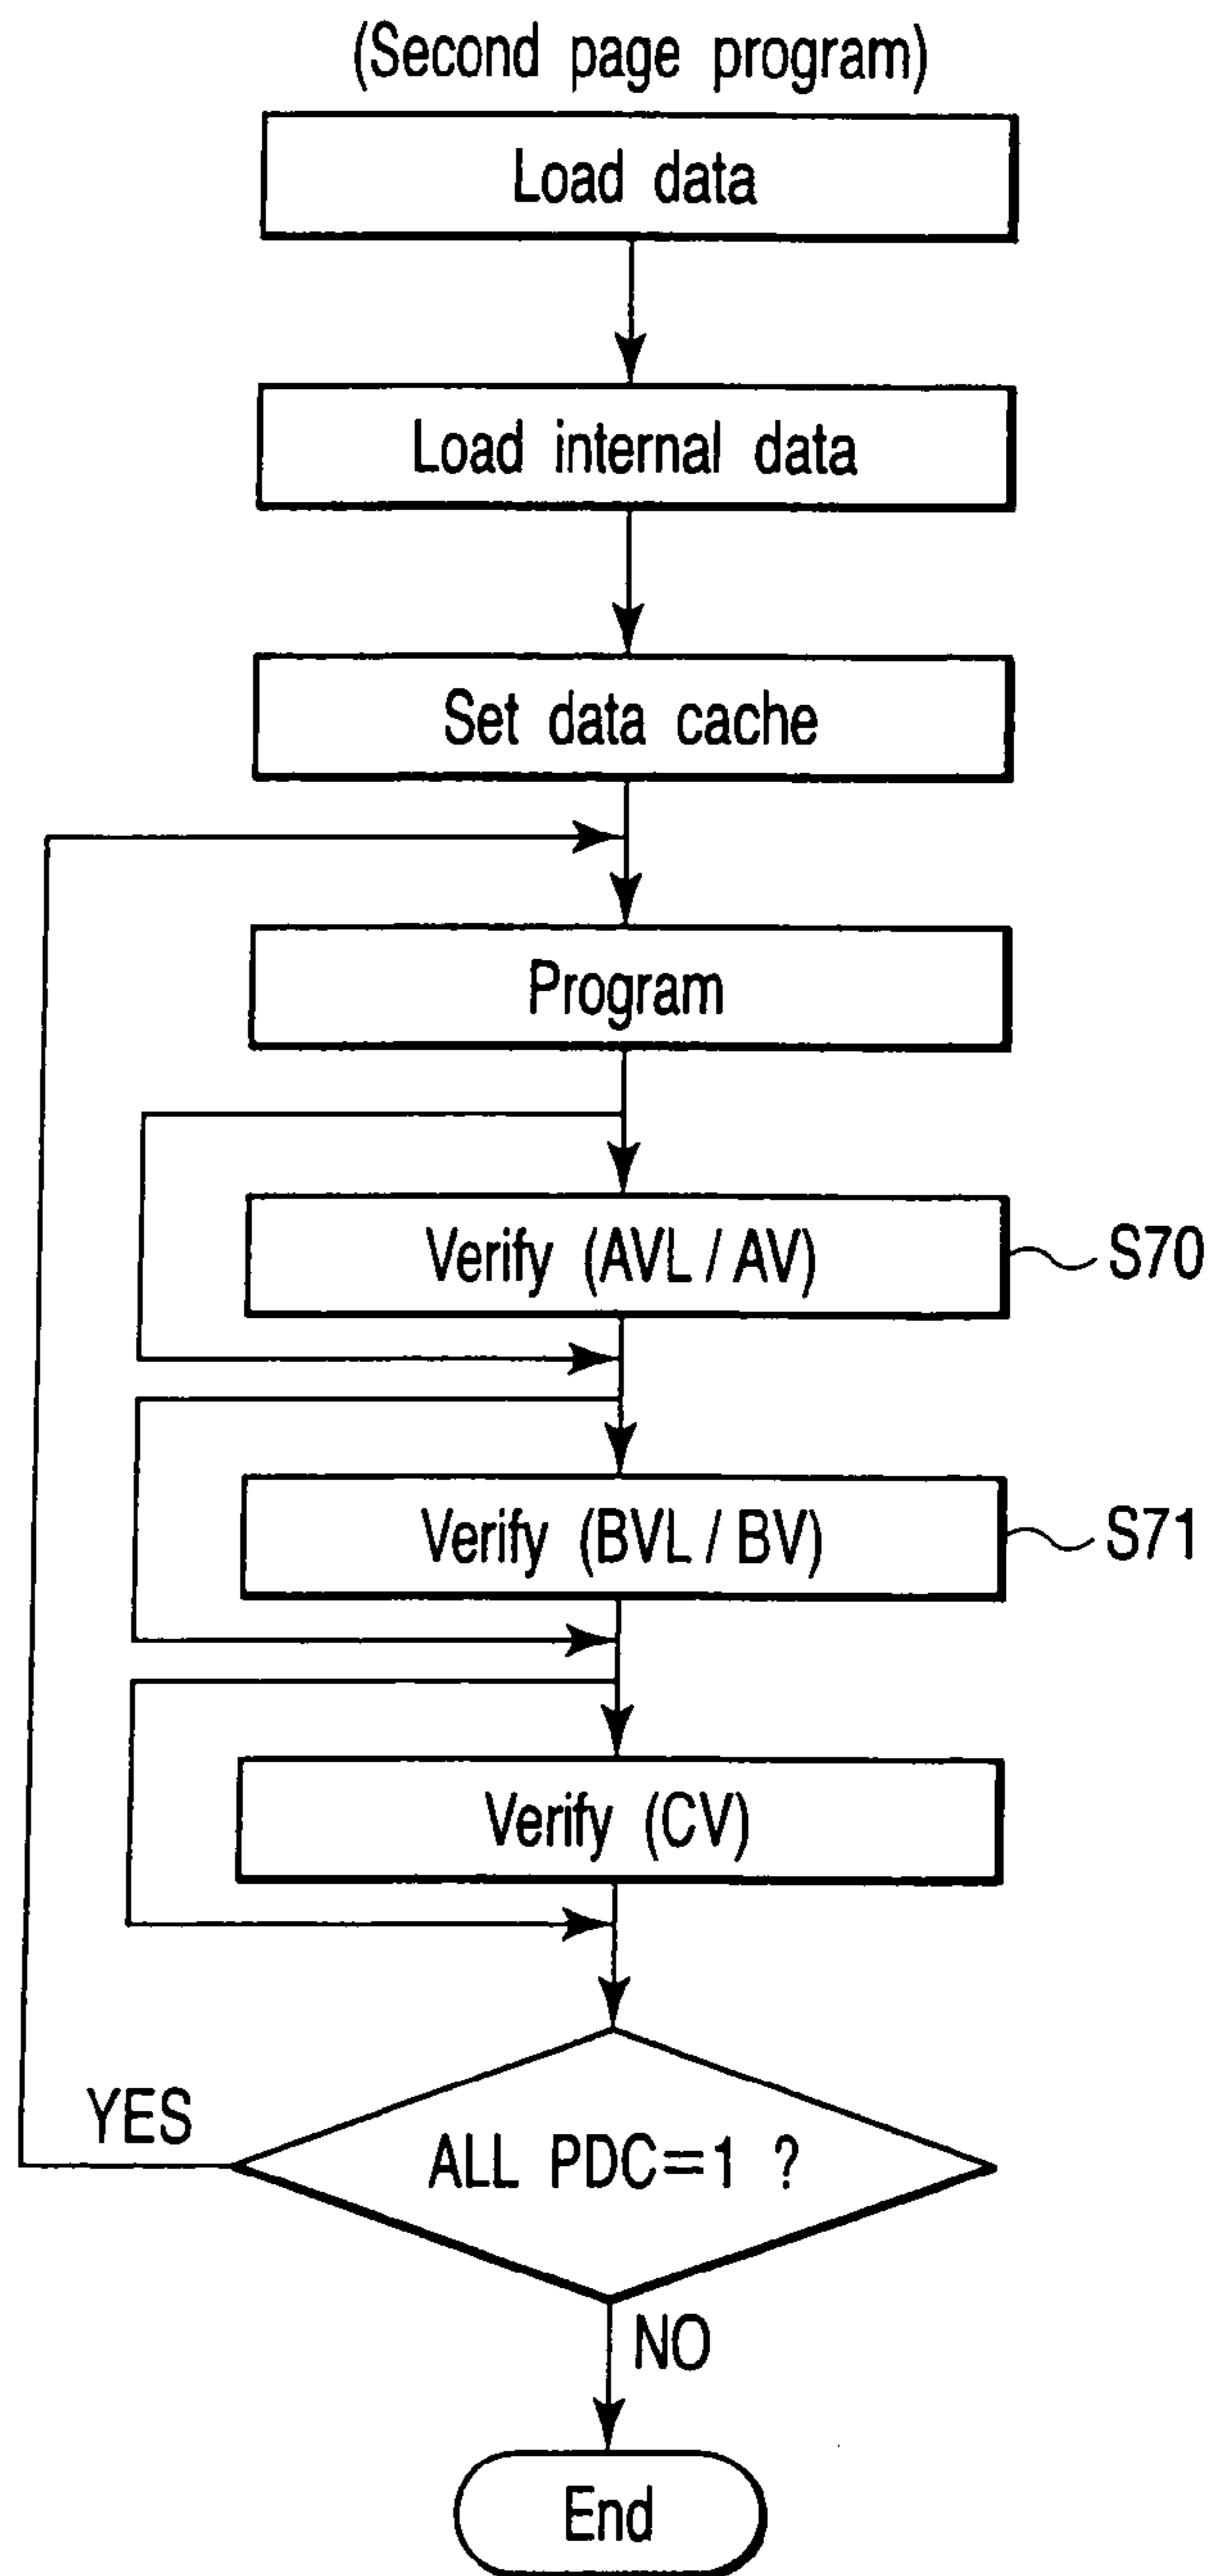 (Second page program)
Load data
Load internal data
Set data cache
Program
Verify (AVL / AV)
S70
Verify (BVL / BV)
S71
Verify (CV)
YES
ALL PDC=1 ?
NO
End